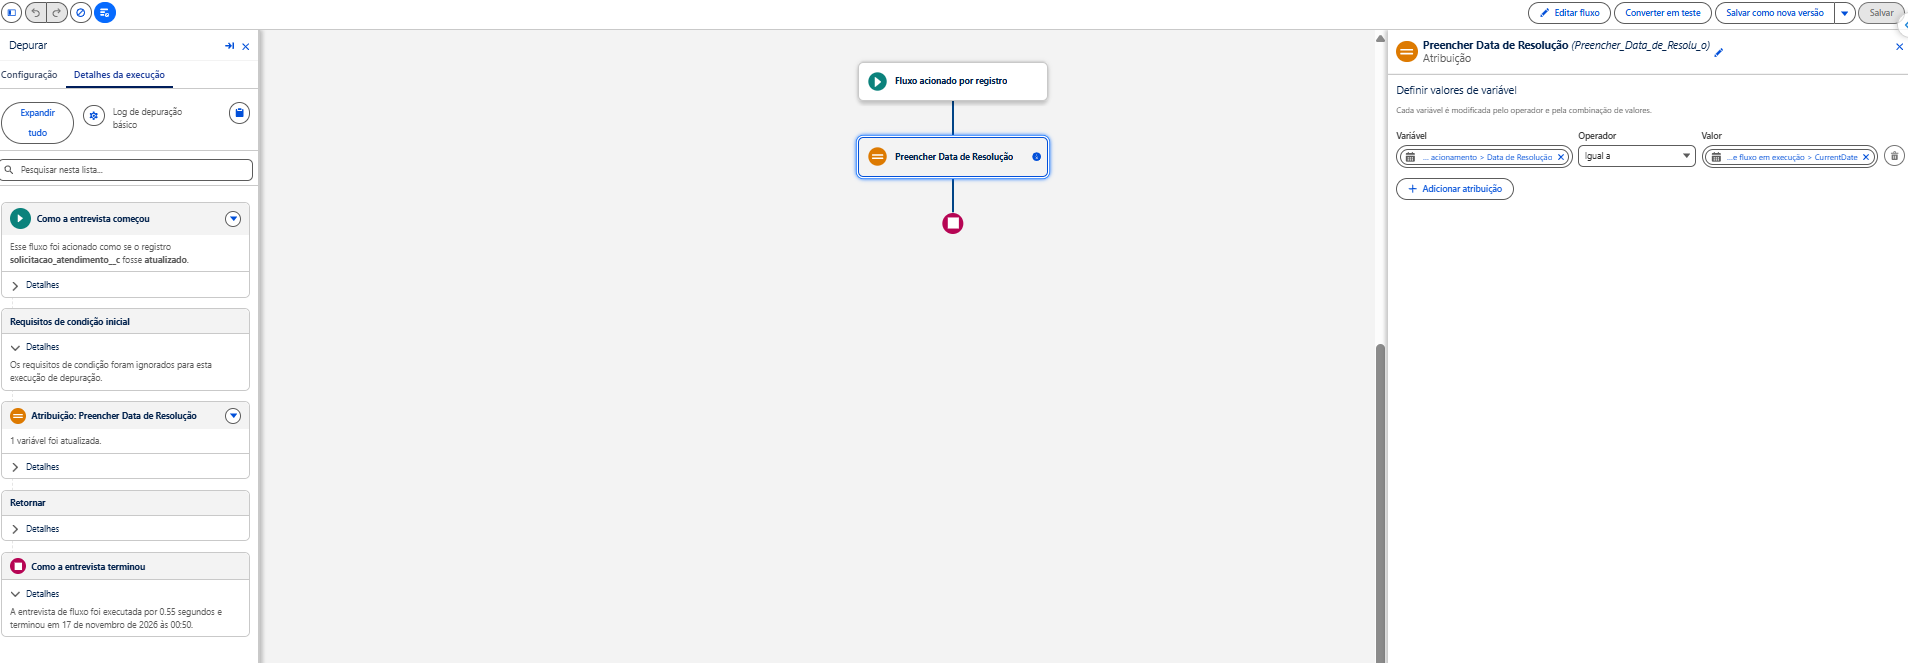 Editar fluxo
Converter em teste
Salvar como nova versão
Salvar
Depurar
Configuração
Detalhes da execução
Expandir
tudo
Log de depuração
básico
Pesquisar nesta lista...
Como a entrevista começou
Esse fluxo foi acionado como se o registro
solicitacao_atendimento__c fosse atualizado.
Detalhes
Requisitos de condição inicial
Detalhes
Os requisitos de condição foram ignorados para esta
execução de depuração.
Atribuição: Preencher Data de Resolução
1 variável foi atualizada.
Detalhes
Retornar
Detalhes
Como a entrevista terminou
Detalhes
A entrevista de fluxo foi executada por 0.55 segundos e
terminou em 17 de novembro de 2026 às 00:50.
Fluxo acionado por registro
Preencher Data de Resolução
Preencher Data de Resolução (Preencher_Data_de_Resolu_o)
Atribuição
Definir valores de variável
Cada variável é modificada pelo operador e pela combinação de valores.
Variável
Operador
Valor
... acionamento > Data de Resolução
Igual a
...e fluxo em execução > CurrentDate
Adicionar atribuição